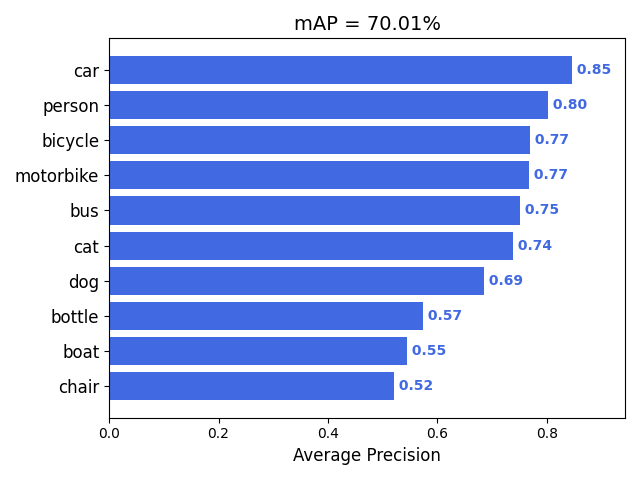 mAP = 70.01%
car 0.85
person 0.80
bicycle 0.77
motorbike 0.77
bus 0.75
cat 0.74
dog 0.69
bottle 0.57
boat 0.55
chair 0.52
0.0 0.2 0.4 0.6 0.8
Average Precision